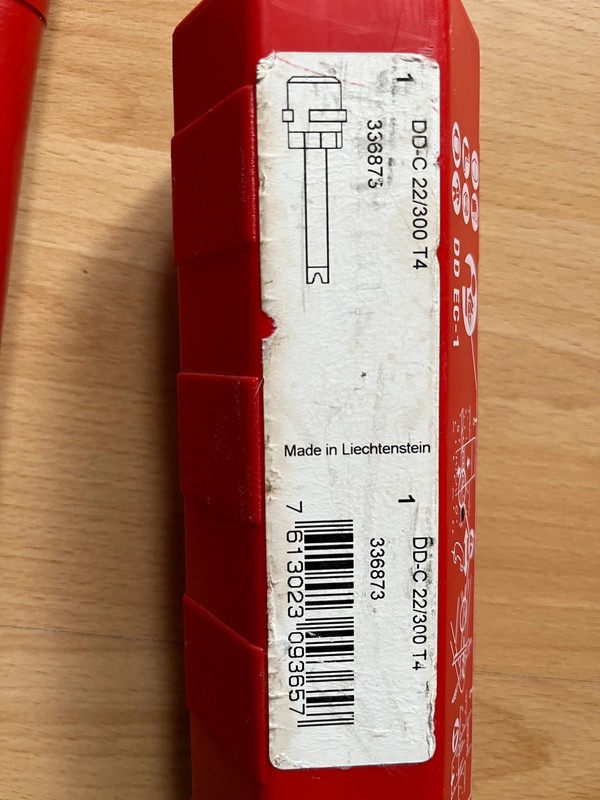 1 DD-C 22/300 T4
336873
DD EC-1
Made in Liechtenstein
1 DD-C 22/300 T4
336873
7 613023 093657